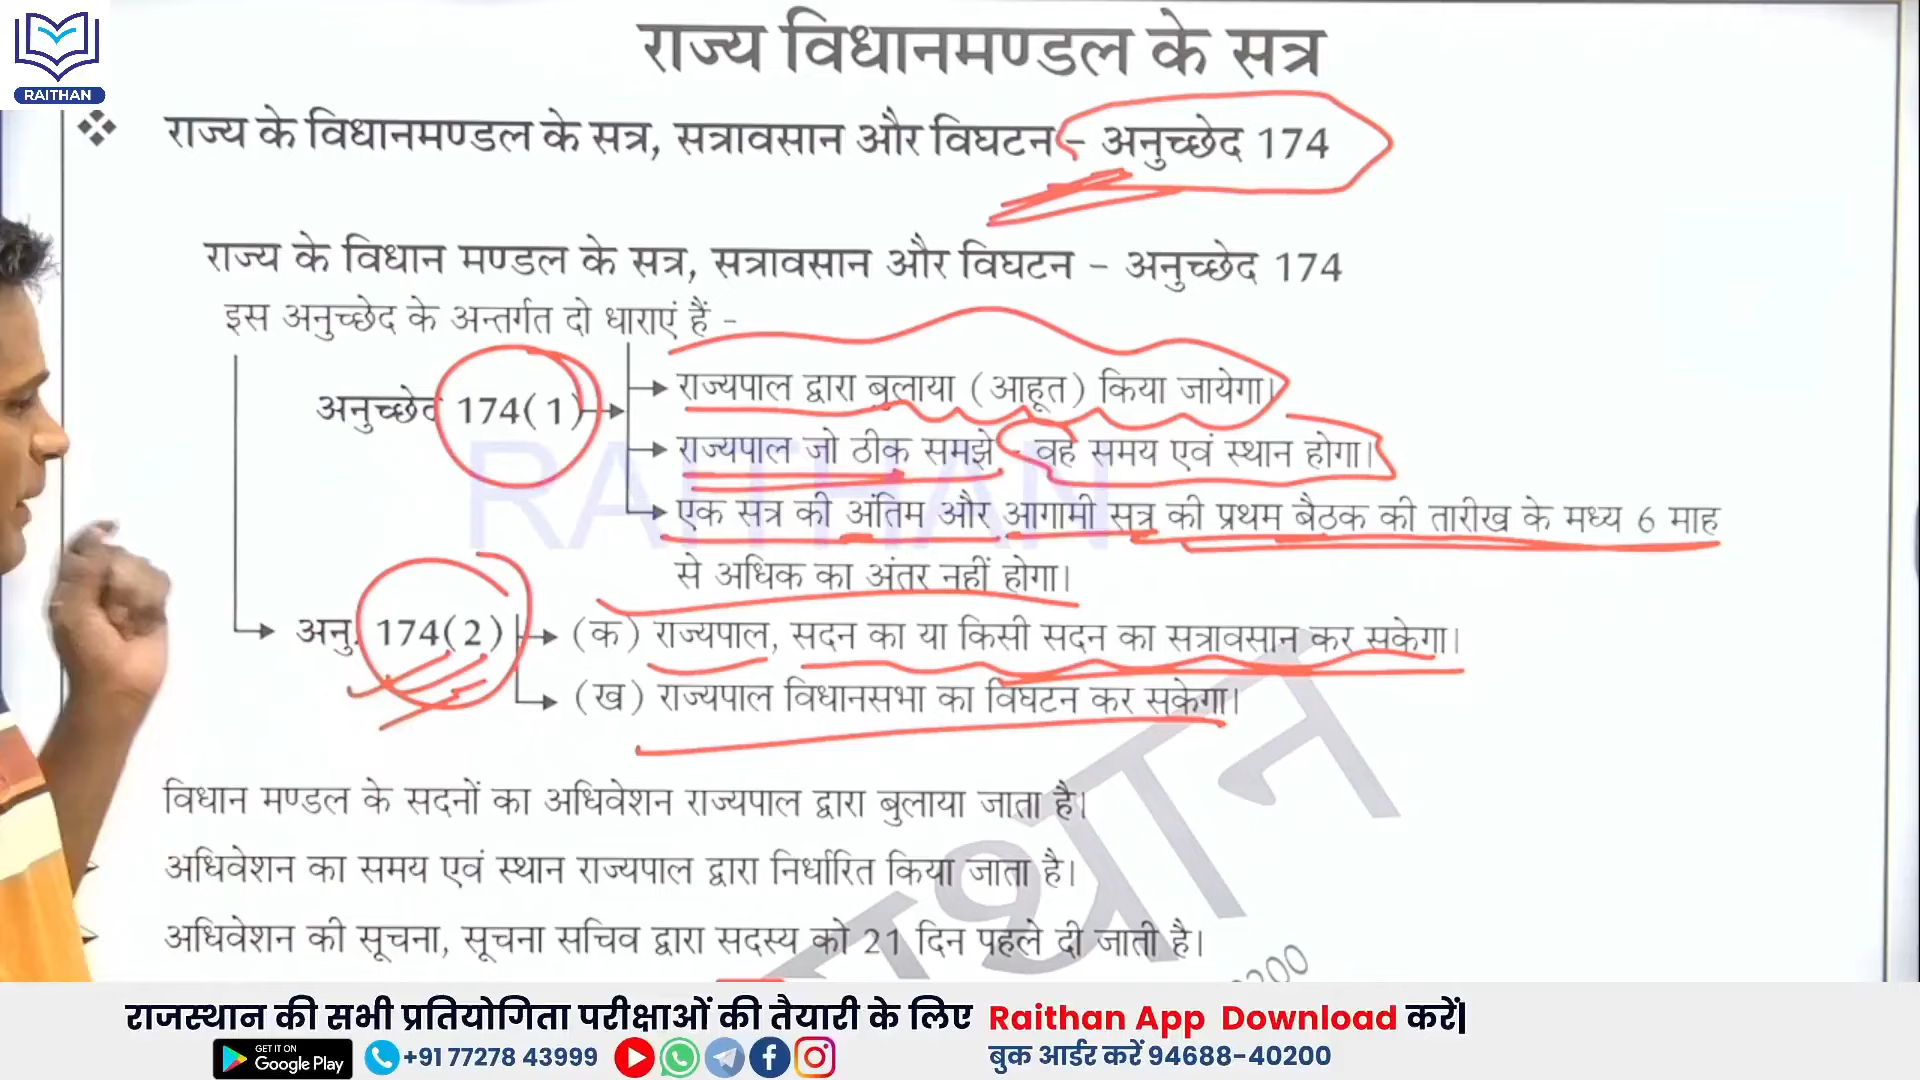 RAITHAN
राज्य विधानमण्डल के सत्र
❖ राज्य के विधानमण्डल के सत्र, सत्रावसान और विघटन - अनुच्छेद 174
राज्य के विधान मण्डल के सत्र, सत्रावसान और विघटन - अनुच्छेद 174
इस अनुच्छेद के अन्तर्गत दो धाराएं हैं -
अनुच्छेद 174(1)
राज्यपाल द्वारा बुलाया (आहूत) किया जायेगा।
राज्यपाल जो ठीक समझे - वह समय एवं स्थान होगा।
एक सत्र की अंतिम और आगामी सत्र की प्रथम बैठक की तारीख के मध्य 6 माह
से अधिक का अंतर नहीं होगा।
अनु. 174(2)
(क) राज्यपाल, सदन का या किसी सदन का सत्रावसान कर सकेगा।
(ख) राज्यपाल विधानसभा का विघटन कर सकेगा।
RAITHAN
विधान मण्डल के सदनों का अधिवेशन राज्यपाल द्वारा बुलाया जाता है।
अधिवेशन का समय एवं स्थान राज्यपाल द्वारा निर्धारित किया जाता है।
अधिवेशन की सूचना, सूचना सचिव द्वारा सदस्य को 21 दिन पहले दी जाती है।
राजस्थान की सभी प्रतियोगिता परीक्षाओं की तैयारी के लिए Raithan App Download करें|
GET IT ON
Google Play
+91 77278 43999
बुक आर्डर करें 94688-40200